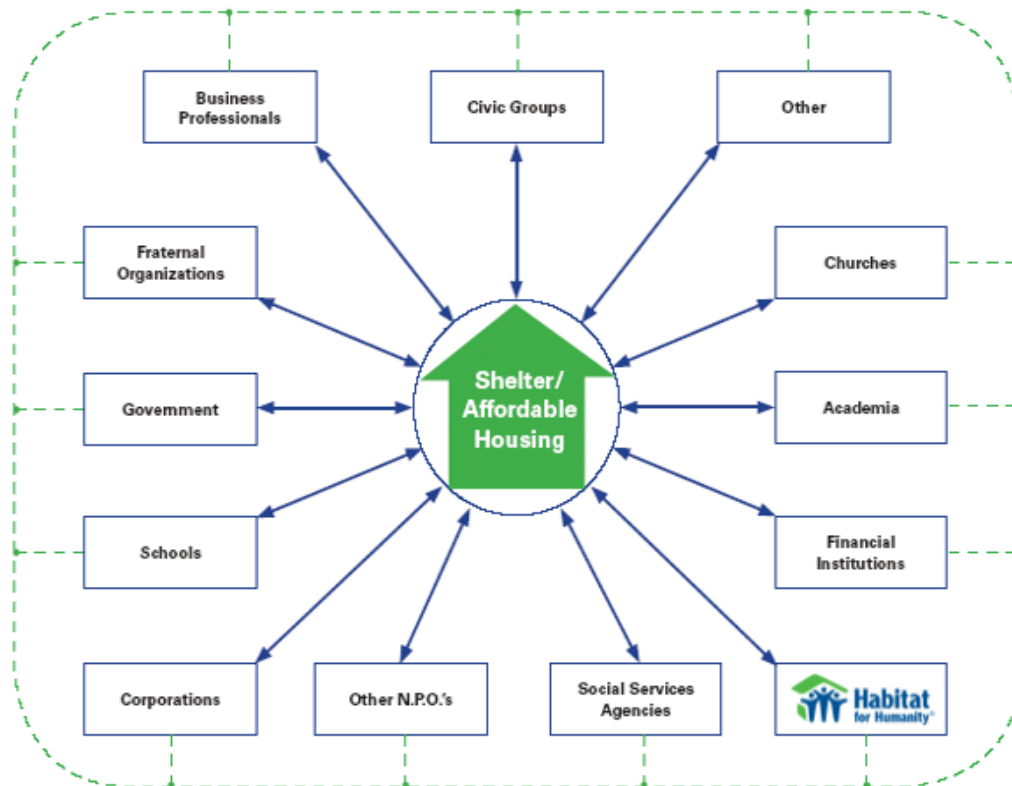 Business
Professionals
Civic Groups
Other
Fraternal
Organizations
Churches
Shelter/
Affordable
Housing
Government
Academia
Schools
Financial
Institutions
Corporations
Other N.P.O.'s
Social Services
Agencies
Habitat
for Humanity®